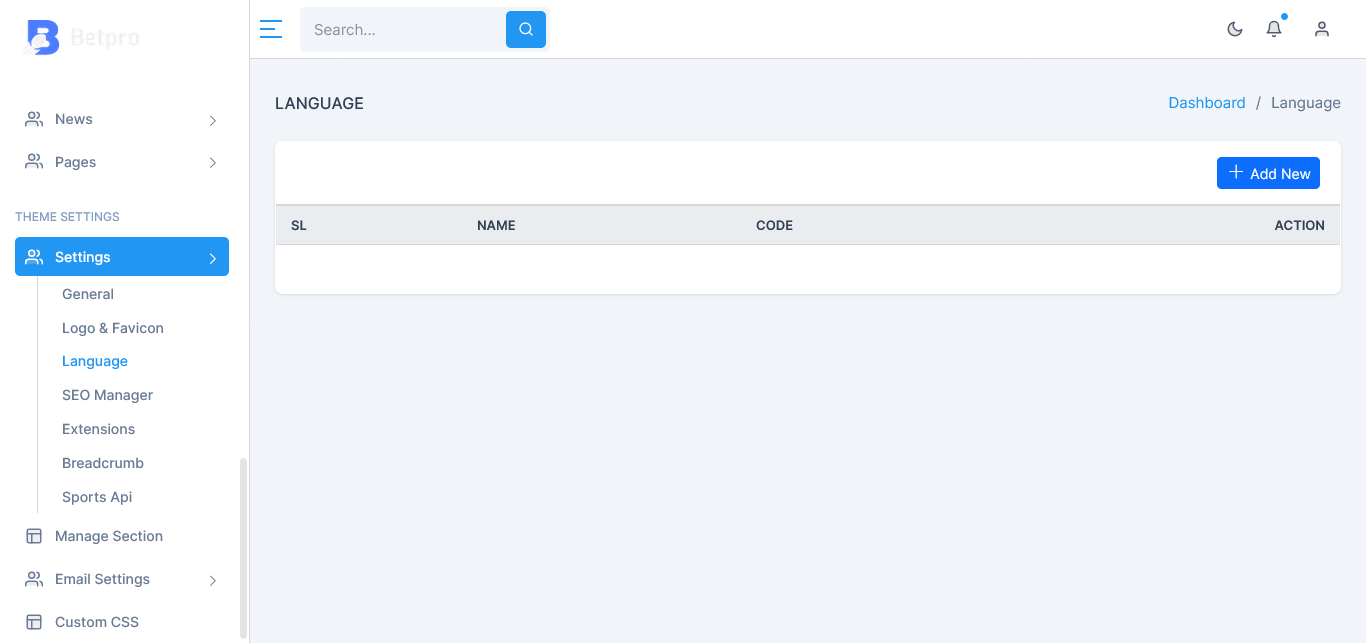 Betpro
Search...
News
Pages
THEME SETTINGS
Settings
General
Logo & Favicon
Language
SEO Manager
Extensions
Breadcrumb
Sports Api
Manage Section
Email Settings
Custom CSS
LANGUAGE
Dashboard / Language
Add New
SL NAME CODE ACTION